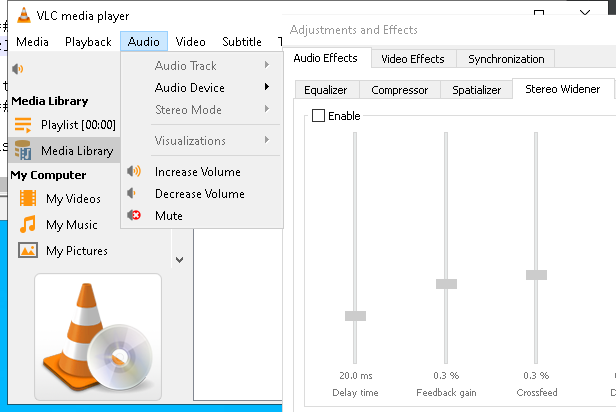 VLC media player
Media Playback Audio Video Subtitle T
Audio Track
Audio Device
Stereo Mode
Visualizations
Increase Volume
Decrease Volume
Mute
Media Library
Playlist [00:00]
Media Library
My Computer
My Videos
My Music
My Pictures
Adjustments and Effects
Audio Effects Video Effects Synchronization
Equalizer Compressor Spatializer Stereo Widener
Enable
20.0 ms 0.3 % 0.3 % 0
Delay time Feedback gain Crossfeed D